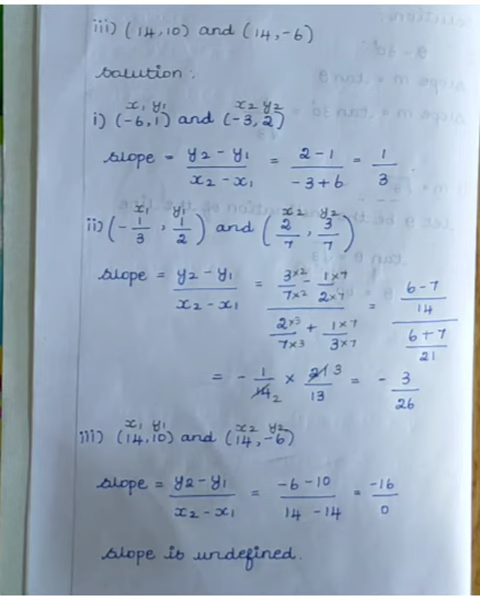 iii) (14,10) and (14,-6)
Solution:
x1 y1 x2 y2
i) (-6,1) and (-3,2)
Slope = y2 - y1 / x2 - x1 = 2-1 / -3+6 = 1/3
x1 y1 x2 y2
ii) (-1/3, 1/2) and (2/7, 3/7)
Slope = y2 - y1 / x2 - x1 = (3×2 / 7×2 - 1×7 / 2×7) / (2×3 / 7×3 + 1×7 / 3×7) = (6-7 / 14) / (6+7 / 21)
= - 1/14 2 × 21 3/13 = - 3/26
x1 y1 x2 y2
iii) (14,10) and (14,-6)
Slope = y2 - y1 / x2 - x1 = -6-10 / 14-14 = -16/0
Slope is undefined.